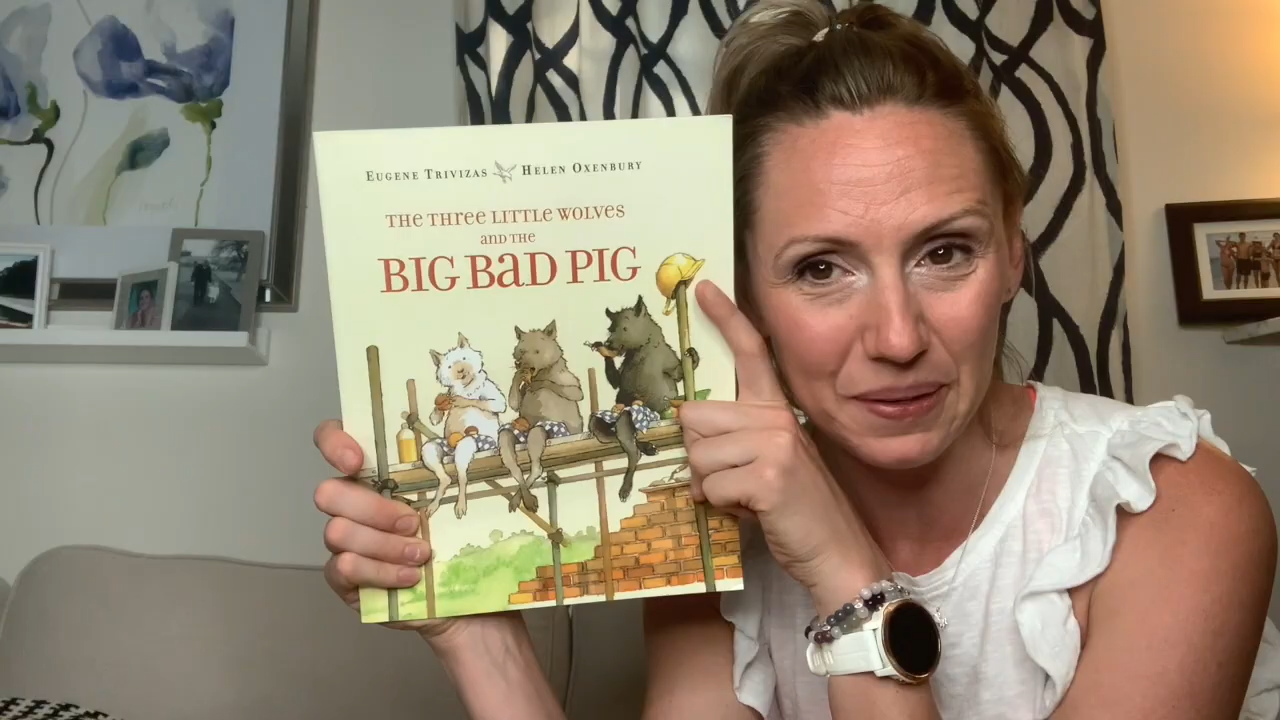 EUGENE TRIVIZAS HELEN OXENBURY
THE THREE LITTLE WOLVES
AND THE
BIG BAD PIG